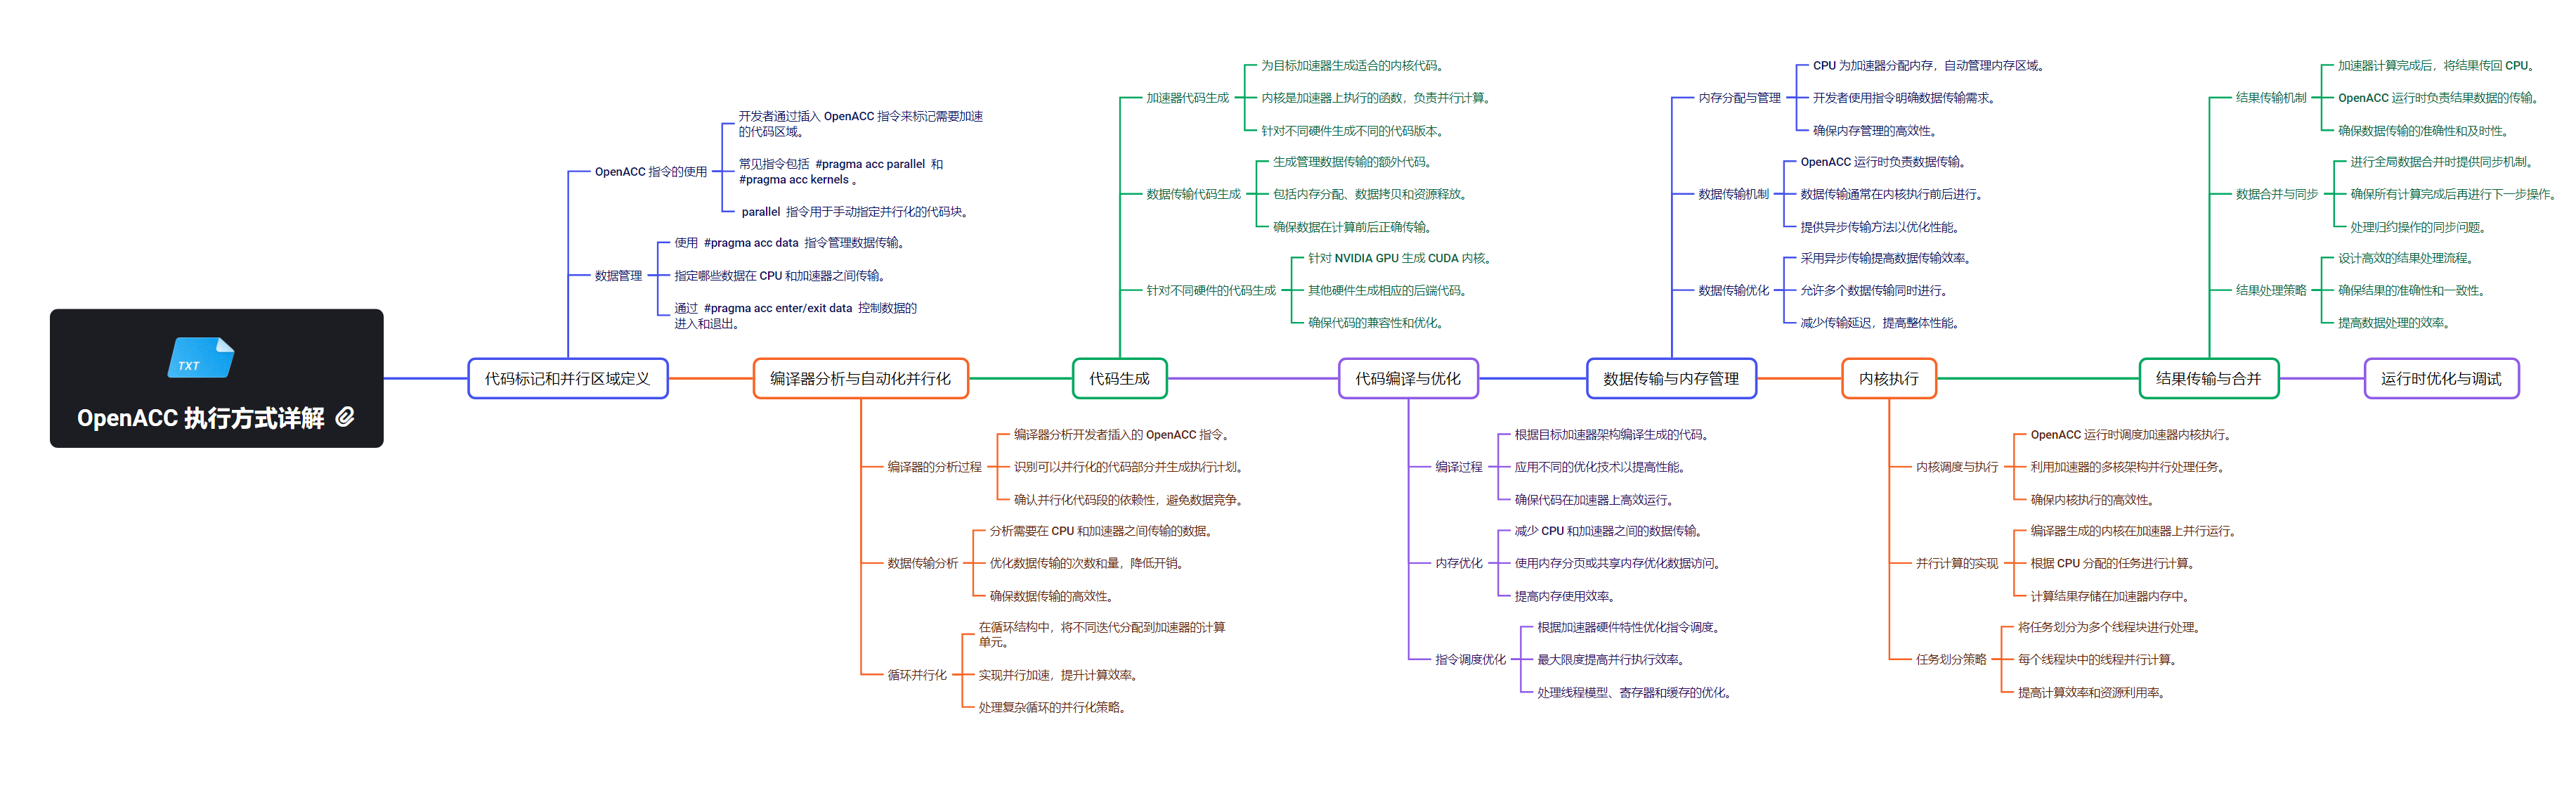 TXT
OpenACC 执行方式详解
代码标记和并行区域定义
OpenACC 指令的使用
开发者通过插入 OpenACC 指令来标记需要加速
的代码区域。
常见指令包括 #pragma acc parallel 和
#pragma acc kernels 。
parallel 指令用于手动指定并行化的代码块。
数据管理
使用 #pragma acc data 指令管理数据传输。
指定哪些数据在 CPU 和加速器之间传输。
通过 #pragma acc enter/exit data 控制数据的
进入和退出。
编译器分析与自动化并行化
编译器的分析过程
编译器分析开发者插入的 OpenACC 指令。
识别可以并行化的代码部分并生成执行计划。
确认并行化代码段的依赖性，避免数据竞争。
数据传输分析
分析需要在 CPU 和加速器之间传输的数据。
优化数据传输的次数和量，降低开销。
确保数据传输的高效性。
循环并行化
在循环结构中，将不同迭代分配到加速器的计算
单元。
实现并行加速，提升计算效率。
处理复杂循环的并行化策略。
代码生成
加速器代码生成
为目标加速器生成适合的内核代码。
内核是加速器上执行的函数，负责并行计算。
针对不同硬件生成不同的代码版本。
数据传输代码生成
生成管理数据传输的额外代码。
包括内存分配、数据拷贝和资源释放。
确保数据在计算前后正确传输。
针对不同硬件的代码生成
针对 NVIDIA GPU 生成 CUDA 内核。
其他硬件生成相应的后端代码。
确保代码的兼容性和优化。
代码编译与优化
编译过程
根据目标加速器架构编译生成的代码。
应用不同的优化技术以提高性能。
确保代码在加速器上高效运行。
内存优化
减少 CPU 和加速器之间的数据传输。
使用内存分页或共享内存优化数据访问。
提高内存使用效率。
指令调度优化
根据加速器硬件特性优化指令调度。
最大限度提高并行执行效率。
处理线程模型、寄存器和缓存的优化。
数据传输与内存管理
内存分配与管理
CPU 为加速器分配内存，自动管理内存区域。
开发者使用指令明确数据传输需求。
确保内存管理的高效性。
数据传输机制
OpenACC 运行时负责数据传输。
数据传输通常在内核执行前后进行。
提供异步传输方法以优化性能。
数据传输优化
采用异步传输提高数据传输效率。
允许多个数据传输同时进行。
减少传输延迟，提高整体性能。
内核执行
内核调度与执行
OpenACC 运行时调度加速器内核执行。
利用加速器的多核架构并行处理任务。
确保内核执行的高效性。
并行计算的实现
编译器生成的内核在加速器上并行运行。
根据 CPU 分配的任务进行计算。
计算结果存储在加速器内存中。
任务划分策略
将任务划分为多个线程块进行处理。
每个线程块中的线程并行计算。
提高计算效率和资源利用率。
结果传输与合并
结果传输机制
加速器计算完成后，将结果传回 CPU。
OpenACC 运行时负责结果数据的传输。
确保数据传输的准确性和及时性。
数据合并与同步
进行全局数据合并时提供同步机制。
确保所有计算完成后再进行下一步操作。
处理归约操作的同步问题。
结果处理策略
设计高效的结果处理流程。
确保结果的准确性和一致性。
提高数据处理的效率。
运行时优化与调试